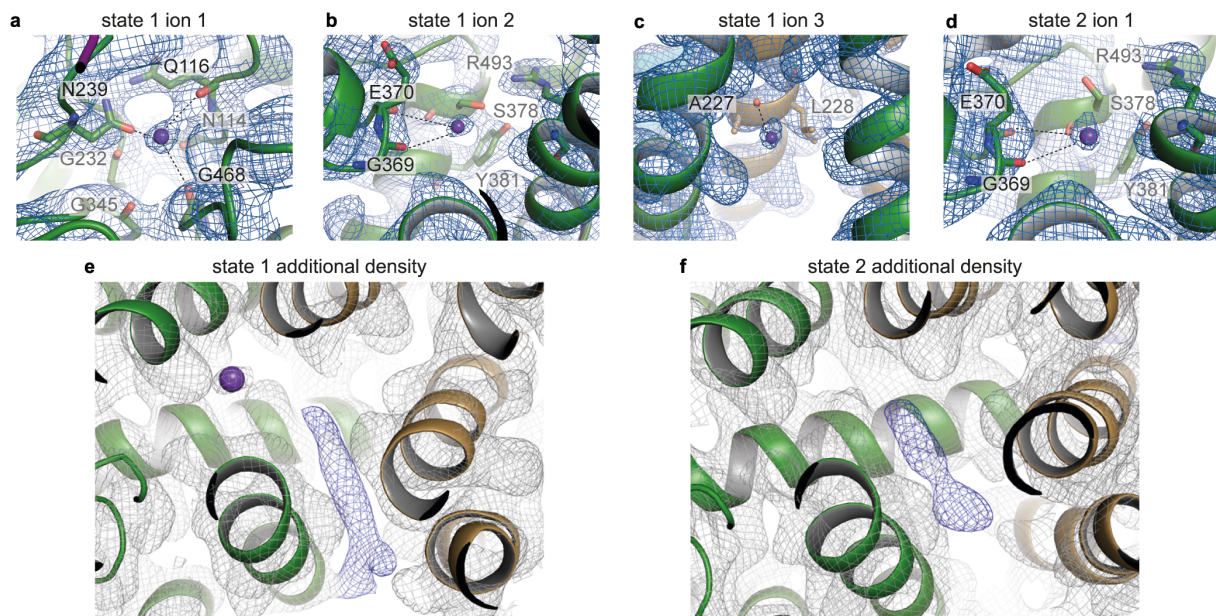 a state 1 ion 1
N239
Q116
N114
G232
G468
G345
b state 1 ion 2
R493
E370
S378
G369
Y381
c state 1 ion 3
A227
L228
d state 2 ion 1
R493
E370
S378
G369
Y381
e state 1 additional density
f state 2 additional density